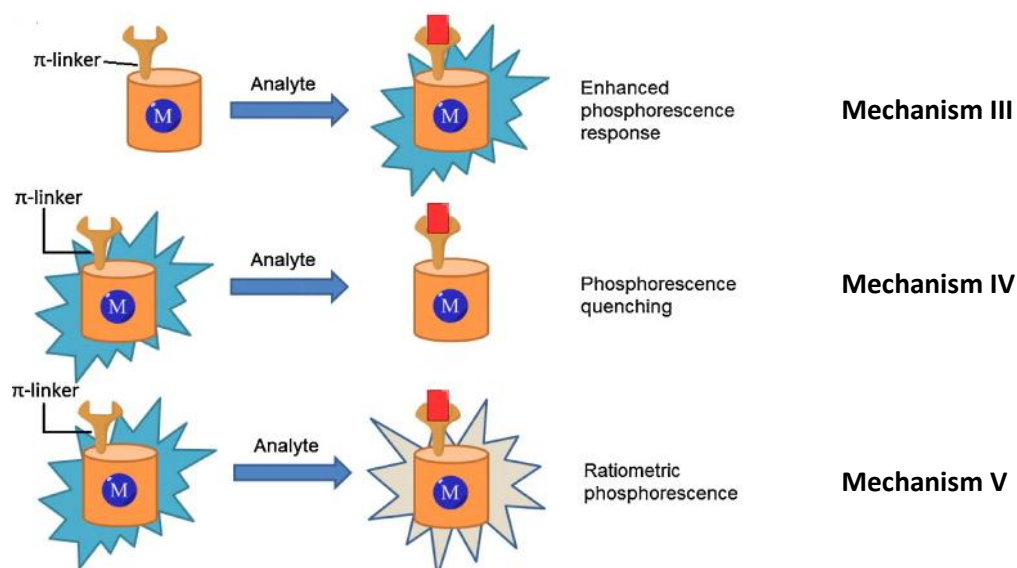 π-linker
M
Analyte
M
Enhanced
phosphorescence
response
Mechanism III
π-linker
M
Analyte
M
Phosphorescence
quenching
Mechanism IV
π-linker
M
Analyte
M
Ratiometric
phosphorescence
Mechanism V